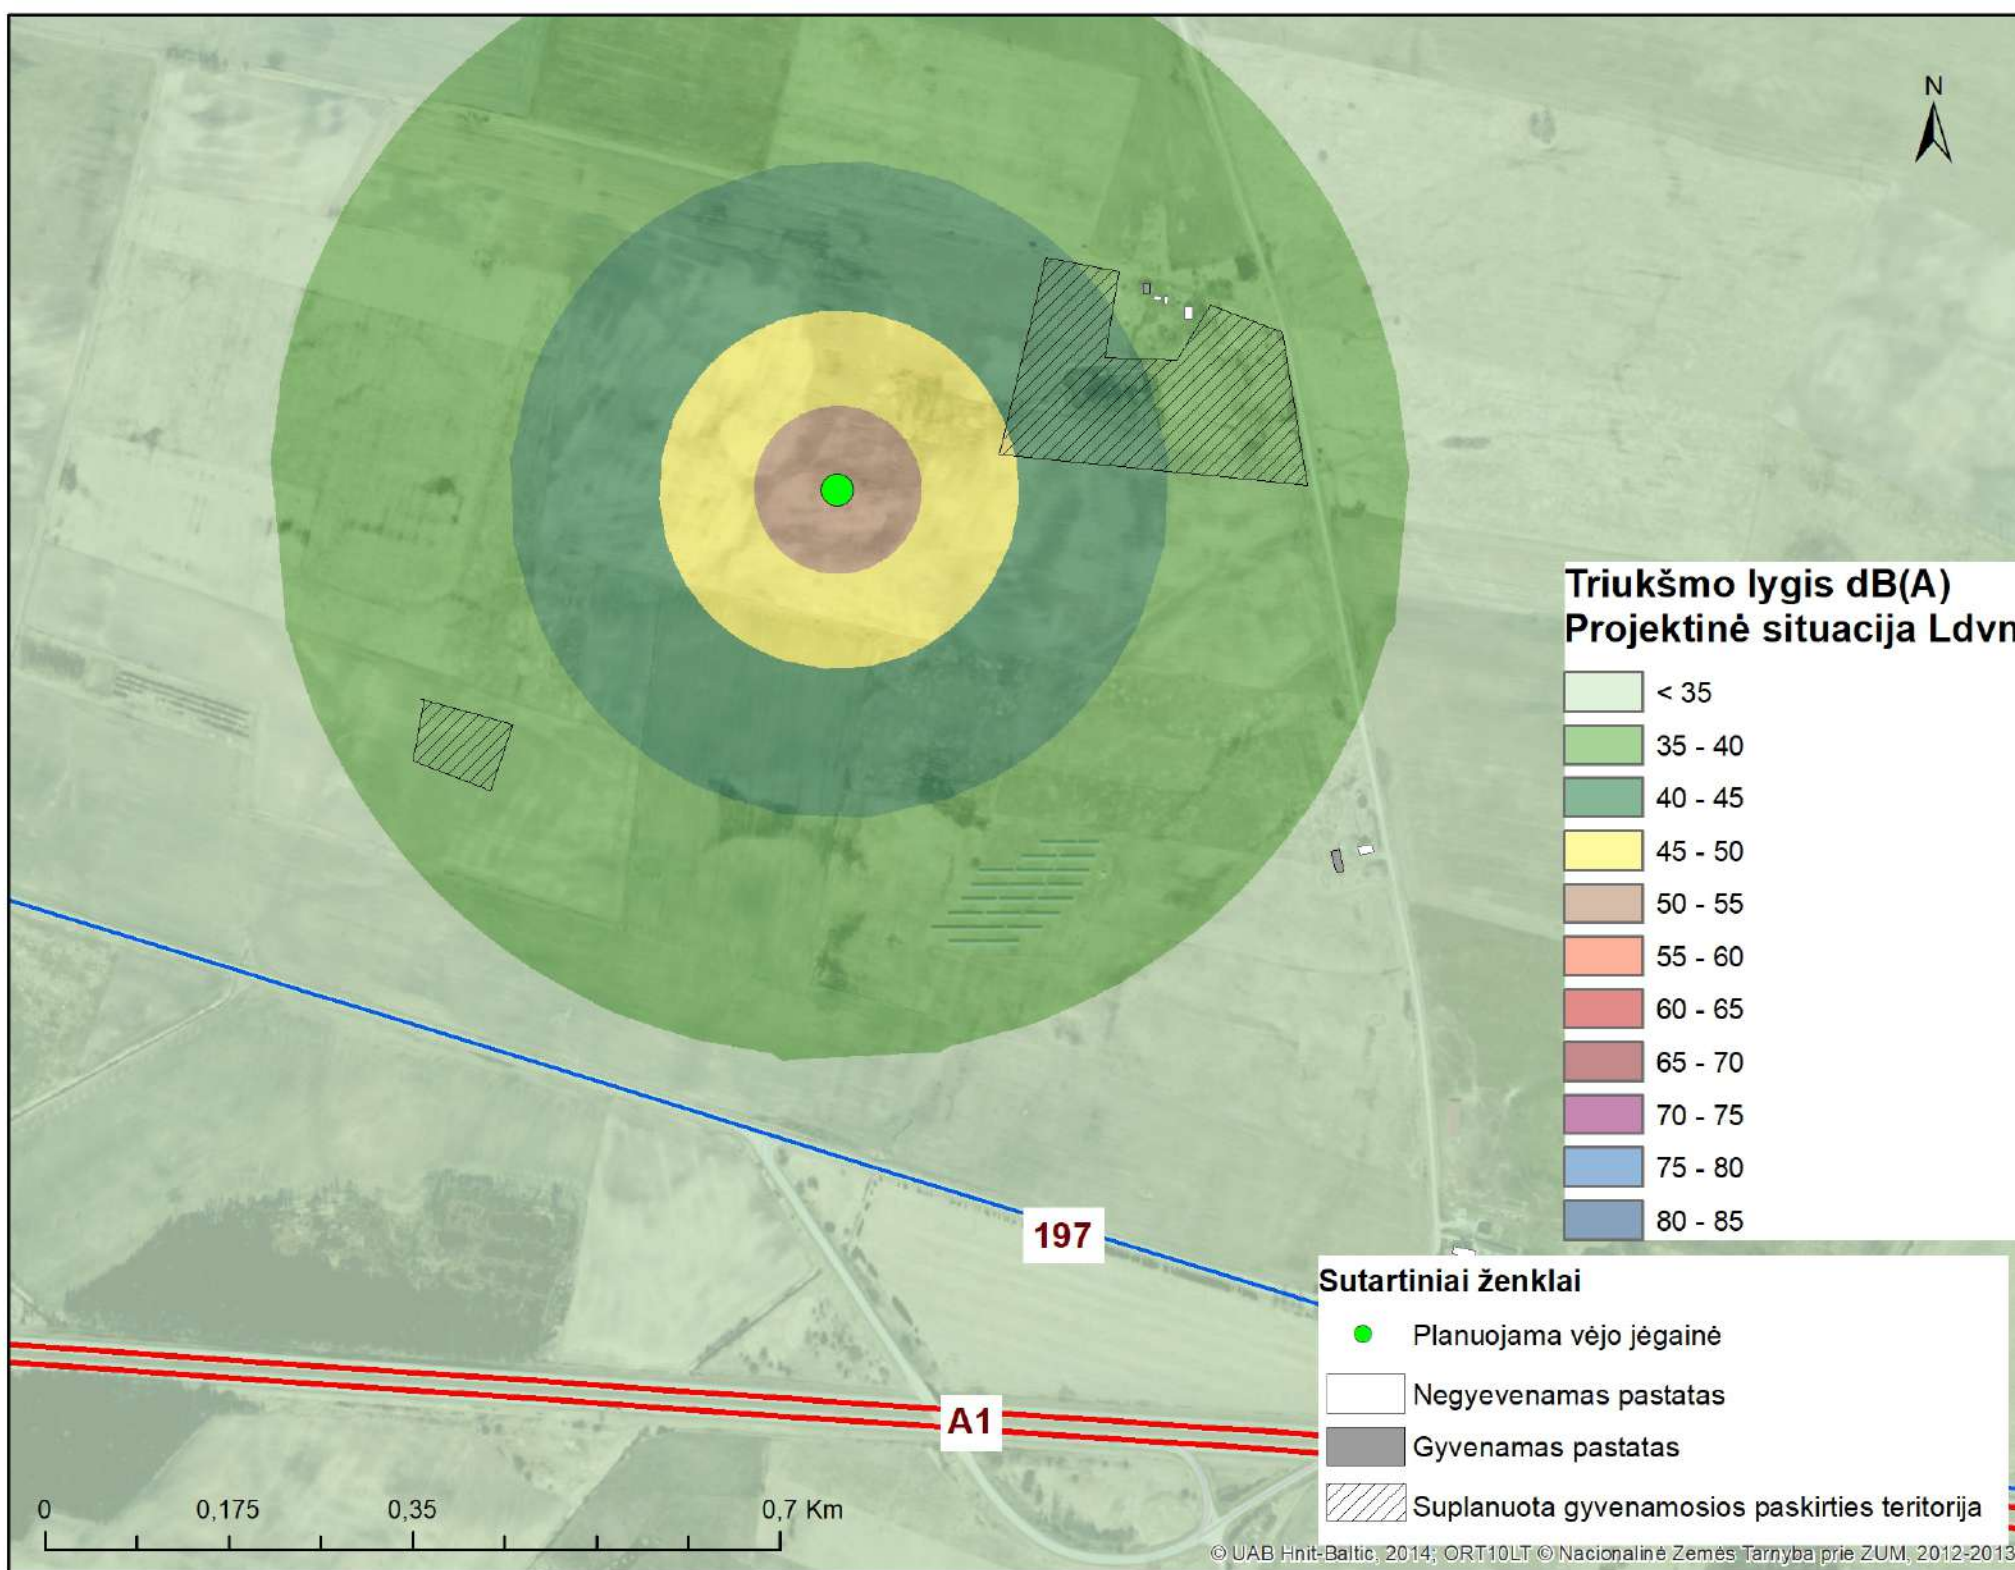 N
Triukšmo lygis dB(A)
Projektinė situacija Ldvn
< 35
35 - 40
40 - 45
45 - 50
50 - 55
55 - 60
60 - 65
65 - 70
70 - 75
75 - 80
80 - 85
197
A1
Sutartiniai ženklai
Planuojama vėjo jėgainė
Negyevenamas pastatas
Gyvenamas pastatas
Suplanuota gyvenamosios paskirties teritorija
0 0,175 0,35 0,7 Km
© UAB Hnit-Baltic, 2014; ORT10LT © Nacionalinė Žemės Tarnyba prie ŽŪM, 2012-2013